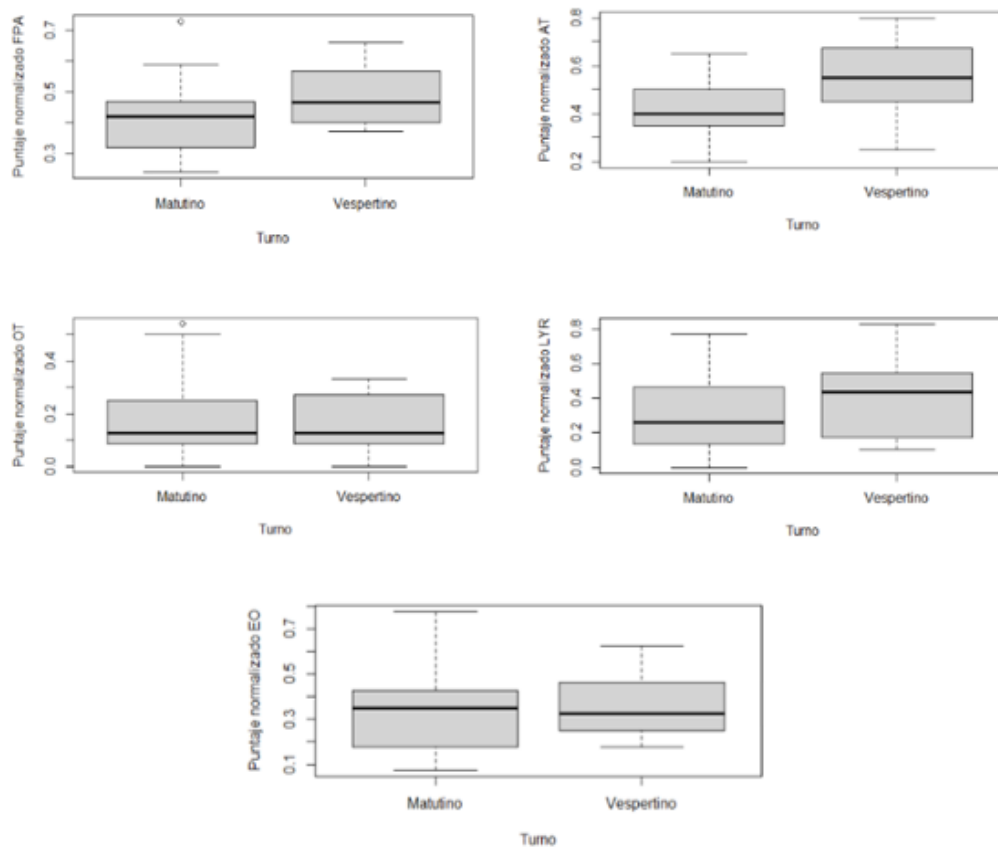 Puntaje normalizado FPA
0.7
0.5
0.3
Matutino
Vespertino
Turno
Puntaje normalizado AT
0.8
0.6
0.4
0.2
Matutino
Vespertino
Turno
Puntaje normalizado OT
0.4
0.2
0.0
Matutino
Vespertino
Turno
Puntaje normalizado LYR
0.8
0.6
0.4
0.2
0.0
Matutino
Vespertino
Turno
Puntaje normalizado EO
0.7
0.5
0.3
0.1
Matutino
Vespertino
Turno